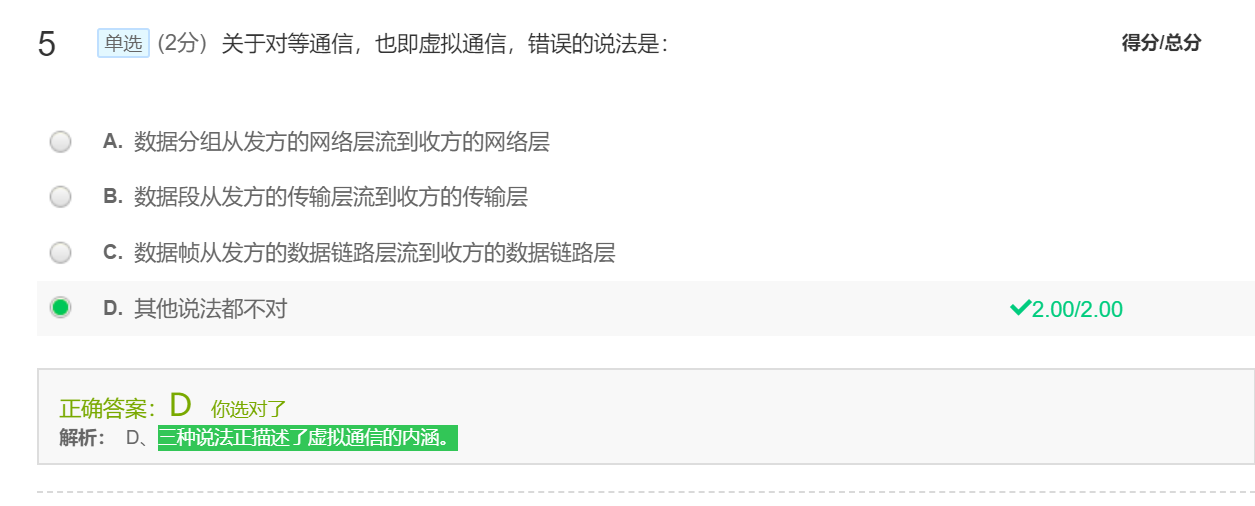 5 单选 (2分) 关于对等通信，也即虚拟通信，错误的说法是： 得分/总分
A. 数据分组从发方的网络层流到收方的网络层
B. 数据段从发方的传输层流到收方的传输层
C. 数据帧从发方的数据链路层流到收方的数据链路层
D. 其他说法都不对 2.00/2.00
正确答案：D 你选对了
解析： D、三种说法正描述了虚拟通信的内涵。